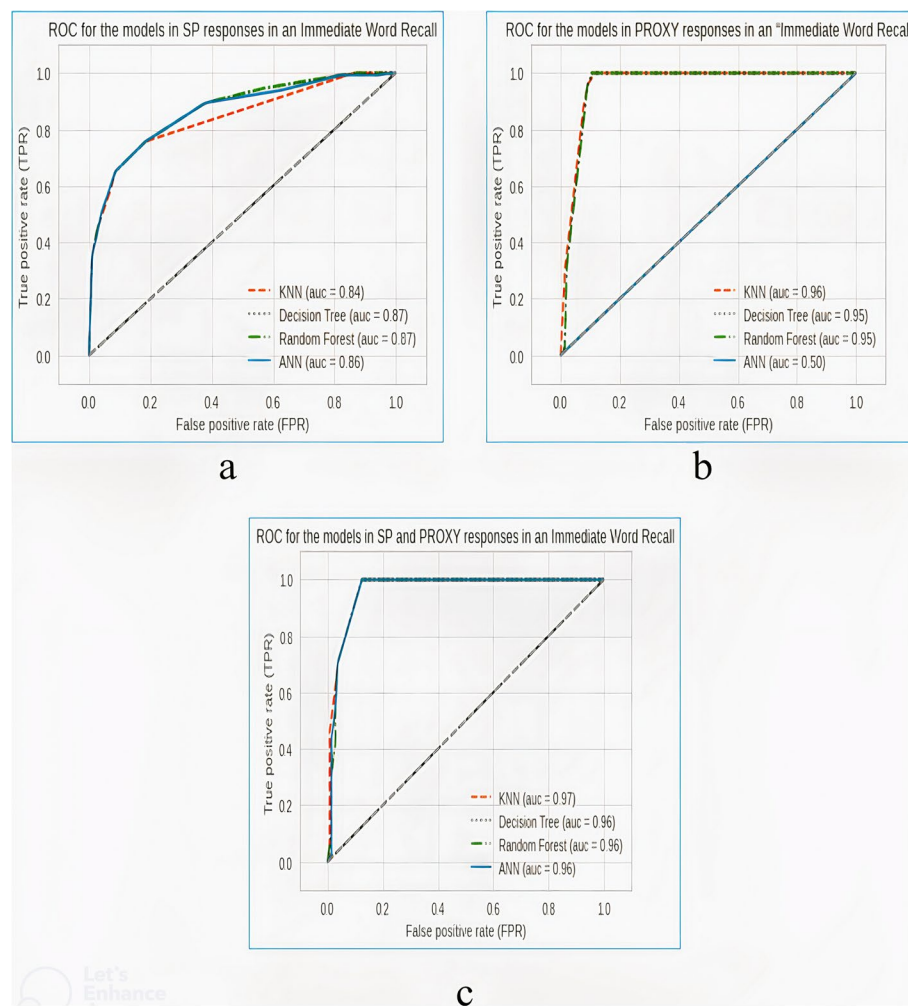 ROC for the models in SP responses in an Immediate Word Recall
True positive rate (TPR)
1.0
0.8
0.6
0.4
0.2
0.0
KNN (auc = 0.84)
Decision Tree (auc = 0.87)
Random Forest (auc = 0.87)
ANN (auc = 0.86)
0.0 0.2 0.4 0.6 0.8 1.0
False positive rate (FPR)
a
ROC for the models in PROXY responses in an "Immediate Word Recal
True positive rate (TPR)
1.0
0.8
0.6
0.4
0.2
0.0
KNN (auc = 0.96)
Decision Tree (auc = 0.95)
Random Forest (auc = 0.95)
ANN (auc = 0.50)
0.0 0.2 0.4 0.6 0.8 1.0
False positive rate (FPR)
b
ROC for the models in SP and PROXY responses in an Immediate Word Recall
True positive rate (TPR)
1.0
0.8
0.6
0.4
0.2
0.0
KNN (auc = 0.97)
Decision Tree (auc = 0.96)
Random Forest (auc = 0.96)
ANN (auc = 0.96)
0.0 0.2 0.4 0.6 0.8 1.0
False positive rate (FPR)
c
Let's
Enhance